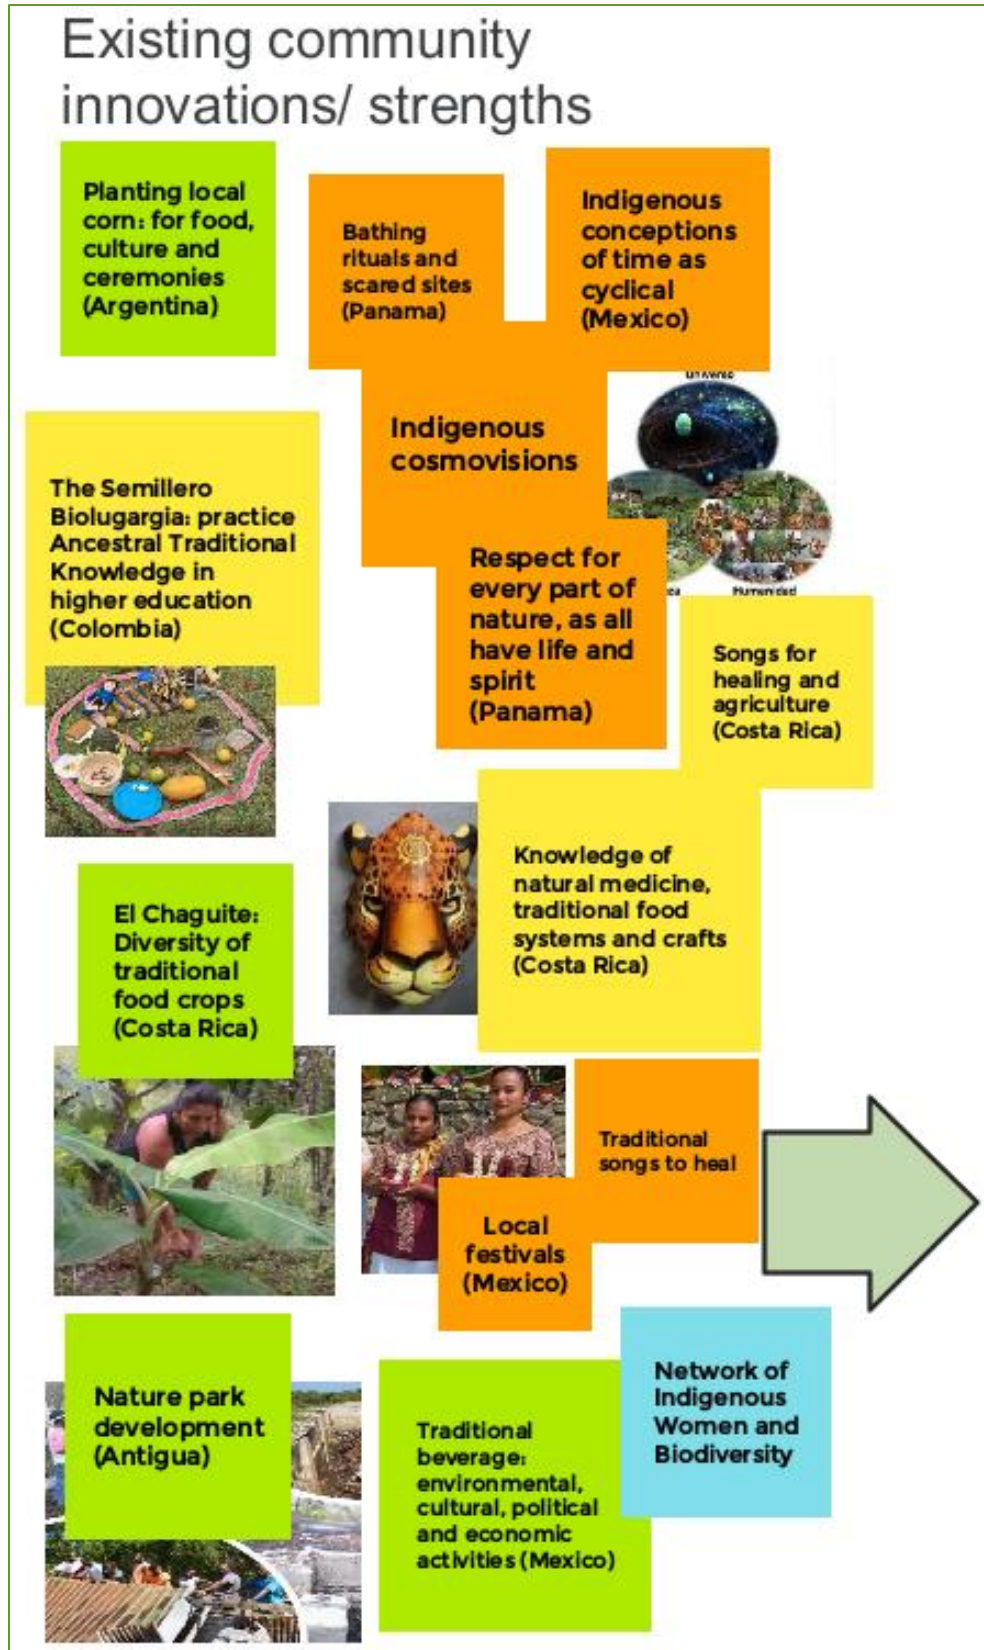 Existing community
innovations/ strengths
Planting local
corn: for food,
culture and
ceremonies
(Argentina)
Bathing
rituals and
scared sites
(Panama)
Indigenous
conceptions
of time as
cyclical
(Mexico)
Indigenous
cosmovisions
The Semillero
Biolugargia: practice
Ancestral Traditional
Knowledge in
higher education
(Colombia)
Respect for
every part of
nature, as all
have life and
spirit
(Panama)
Humanidad
Songs for
healing and
agriculture
(Costa Rica)
Knowledge of
natural medicine,
traditional food
systems and crafts
(Costa Rica)
El Chaguite:
Diversity of
traditional
food crops
(Costa Rica)
Traditional
songs to heal
Local
festivals
(Mexico)
Nature park
development
(Antigua)
Traditional
beverage:
environmental,
cultural, political
and economic
activities (Mexico)
Network of
Indigenous
Women and
Biodiversity